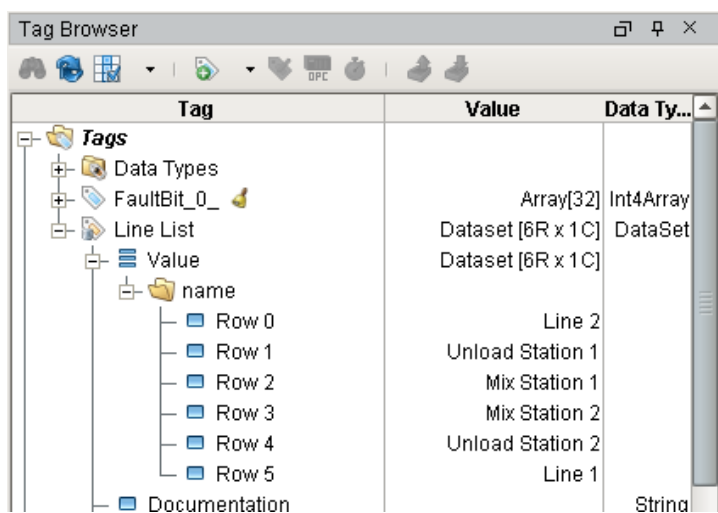 Tag Browser
OPC
Tag Value Data Ty...
Tags
Data Types
FaultBit_0_ Array[32] Int4Array
Line List Dataset [6R x 1C] DataSet
Value Dataset [6R x 1C]
name
Row 0 Line 2
Row 1 Unload Station 1
Row 2 Mix Station 1
Row 3 Mix Station 2
Row 4 Unload Station 2
Row 5 Line 1
Documentation String